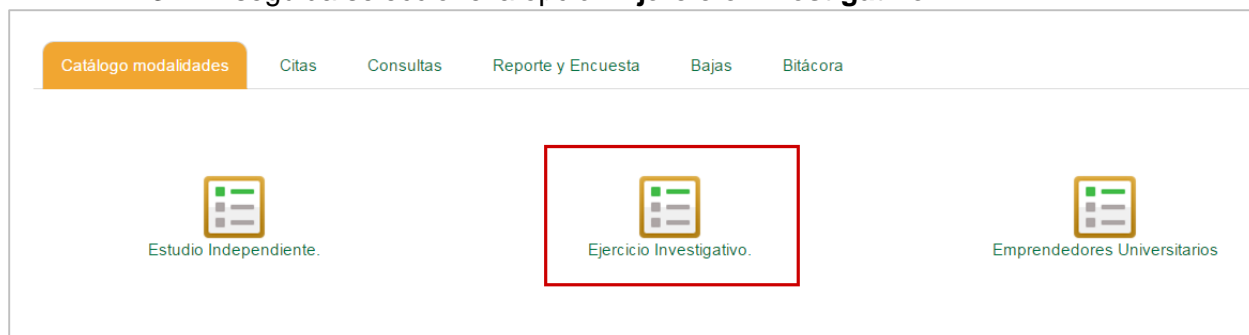 Catálogo modalidades Citas Consultas Reporte y Encuesta Bajas Bitácora
Estudio Independiente. Ejercicio Investigativo. Emprendedores Universitarios